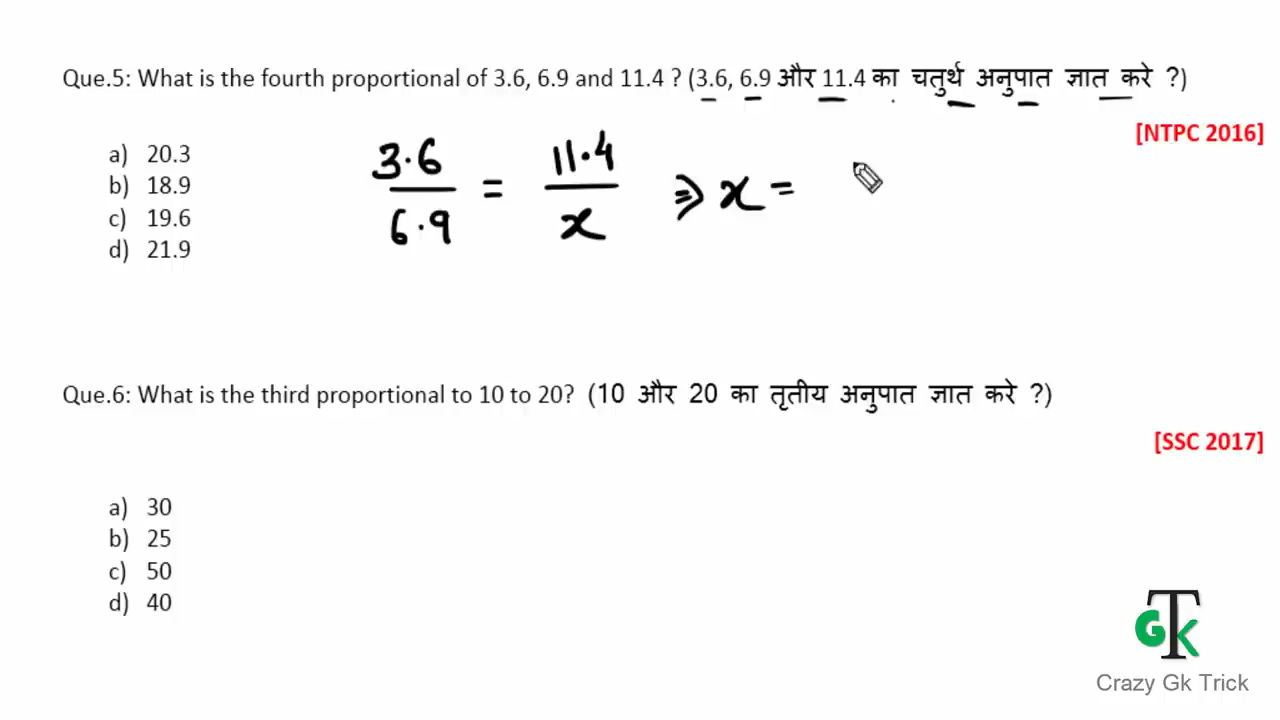 Que.5: What is the fourth proportional of 3.6, 6.9 and 11.4 ? (3.6, 6.9 और 11.4 का चतुर्थ अनुपात ज्ञात करे ?)
[NTPC 2016]
a) 20.3
b) 18.9
c) 19.6
d) 21.9
3.6/6.9 = 11.4/x ⇒ x =
Que.6: What is the third proportional to 10 to 20? (10 और 20 का तृतीय अनुपात ज्ञात करे ?)
[SSC 2017]
a) 30
b) 25
c) 50
d) 40
GTK
Crazy Gk Trick